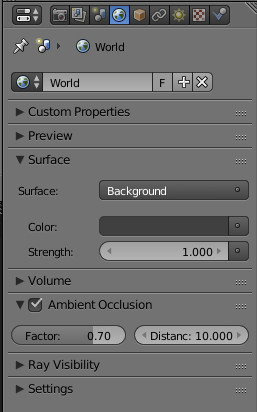 World
World F
Custom Properties
Preview
Surface
Surface: Background
Color:
Strength: 1.000
Volume
Ambient Occlusion
Factor: 0.70 Distanc: 10.000
Ray Visibility
Settings